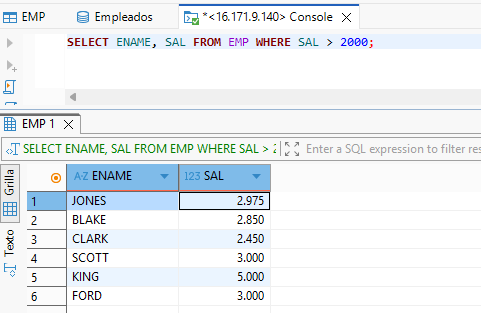 EMP Empleados *<16.171.9.140> Console
SELECT ENAME, SAL FROM EMP WHERE SAL > 2000;
EMP 1
SELECT ENAME, SAL FROM EMP WHERE SAL > 2 Enter a SQL expression to filter res
Grilla
Texto
A-Z ENAME 123 SAL
1 JONES 2.975
2 BLAKE 2.850
3 CLARK 2.450
4 SCOTT 3.000
5 KING 5.000
6 FORD 3.000